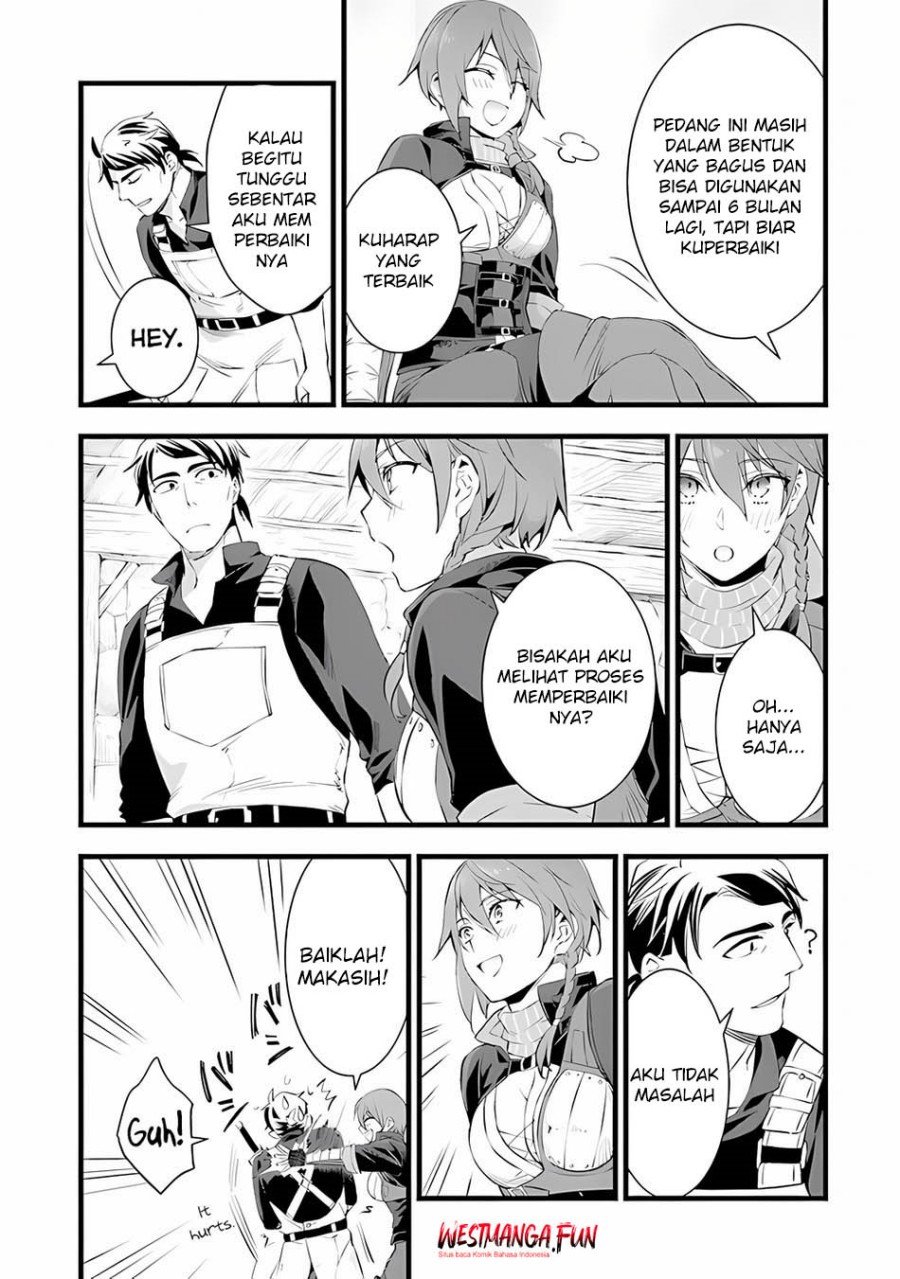 PEDANG INI MASIH
DALAM BENTUK
YANG BAGUS DAN
BISA DIGUNAKAN
SAMPAI 6 BULAN
LAGI, TAPI BIAR
KUPERBAIKI
KUHARAP
YANG
TERBAIK
KALAU
BEGITU
TUNGGU
SEBENTAR
AKU MEM
PERBAIKI
NYA
HEY.
OH...
HANYA
SAJA...
BISAKAH AKU
MELIHAT PROSES
MEMPERBAIKI
NYA?
?
AKU TIDAK
MASALAH
BAIKLAH!
MAKASIH!
Guh!
It
hurts.
WESTMANGA.FUN
Situs baca Komik Bahasa Indonesia